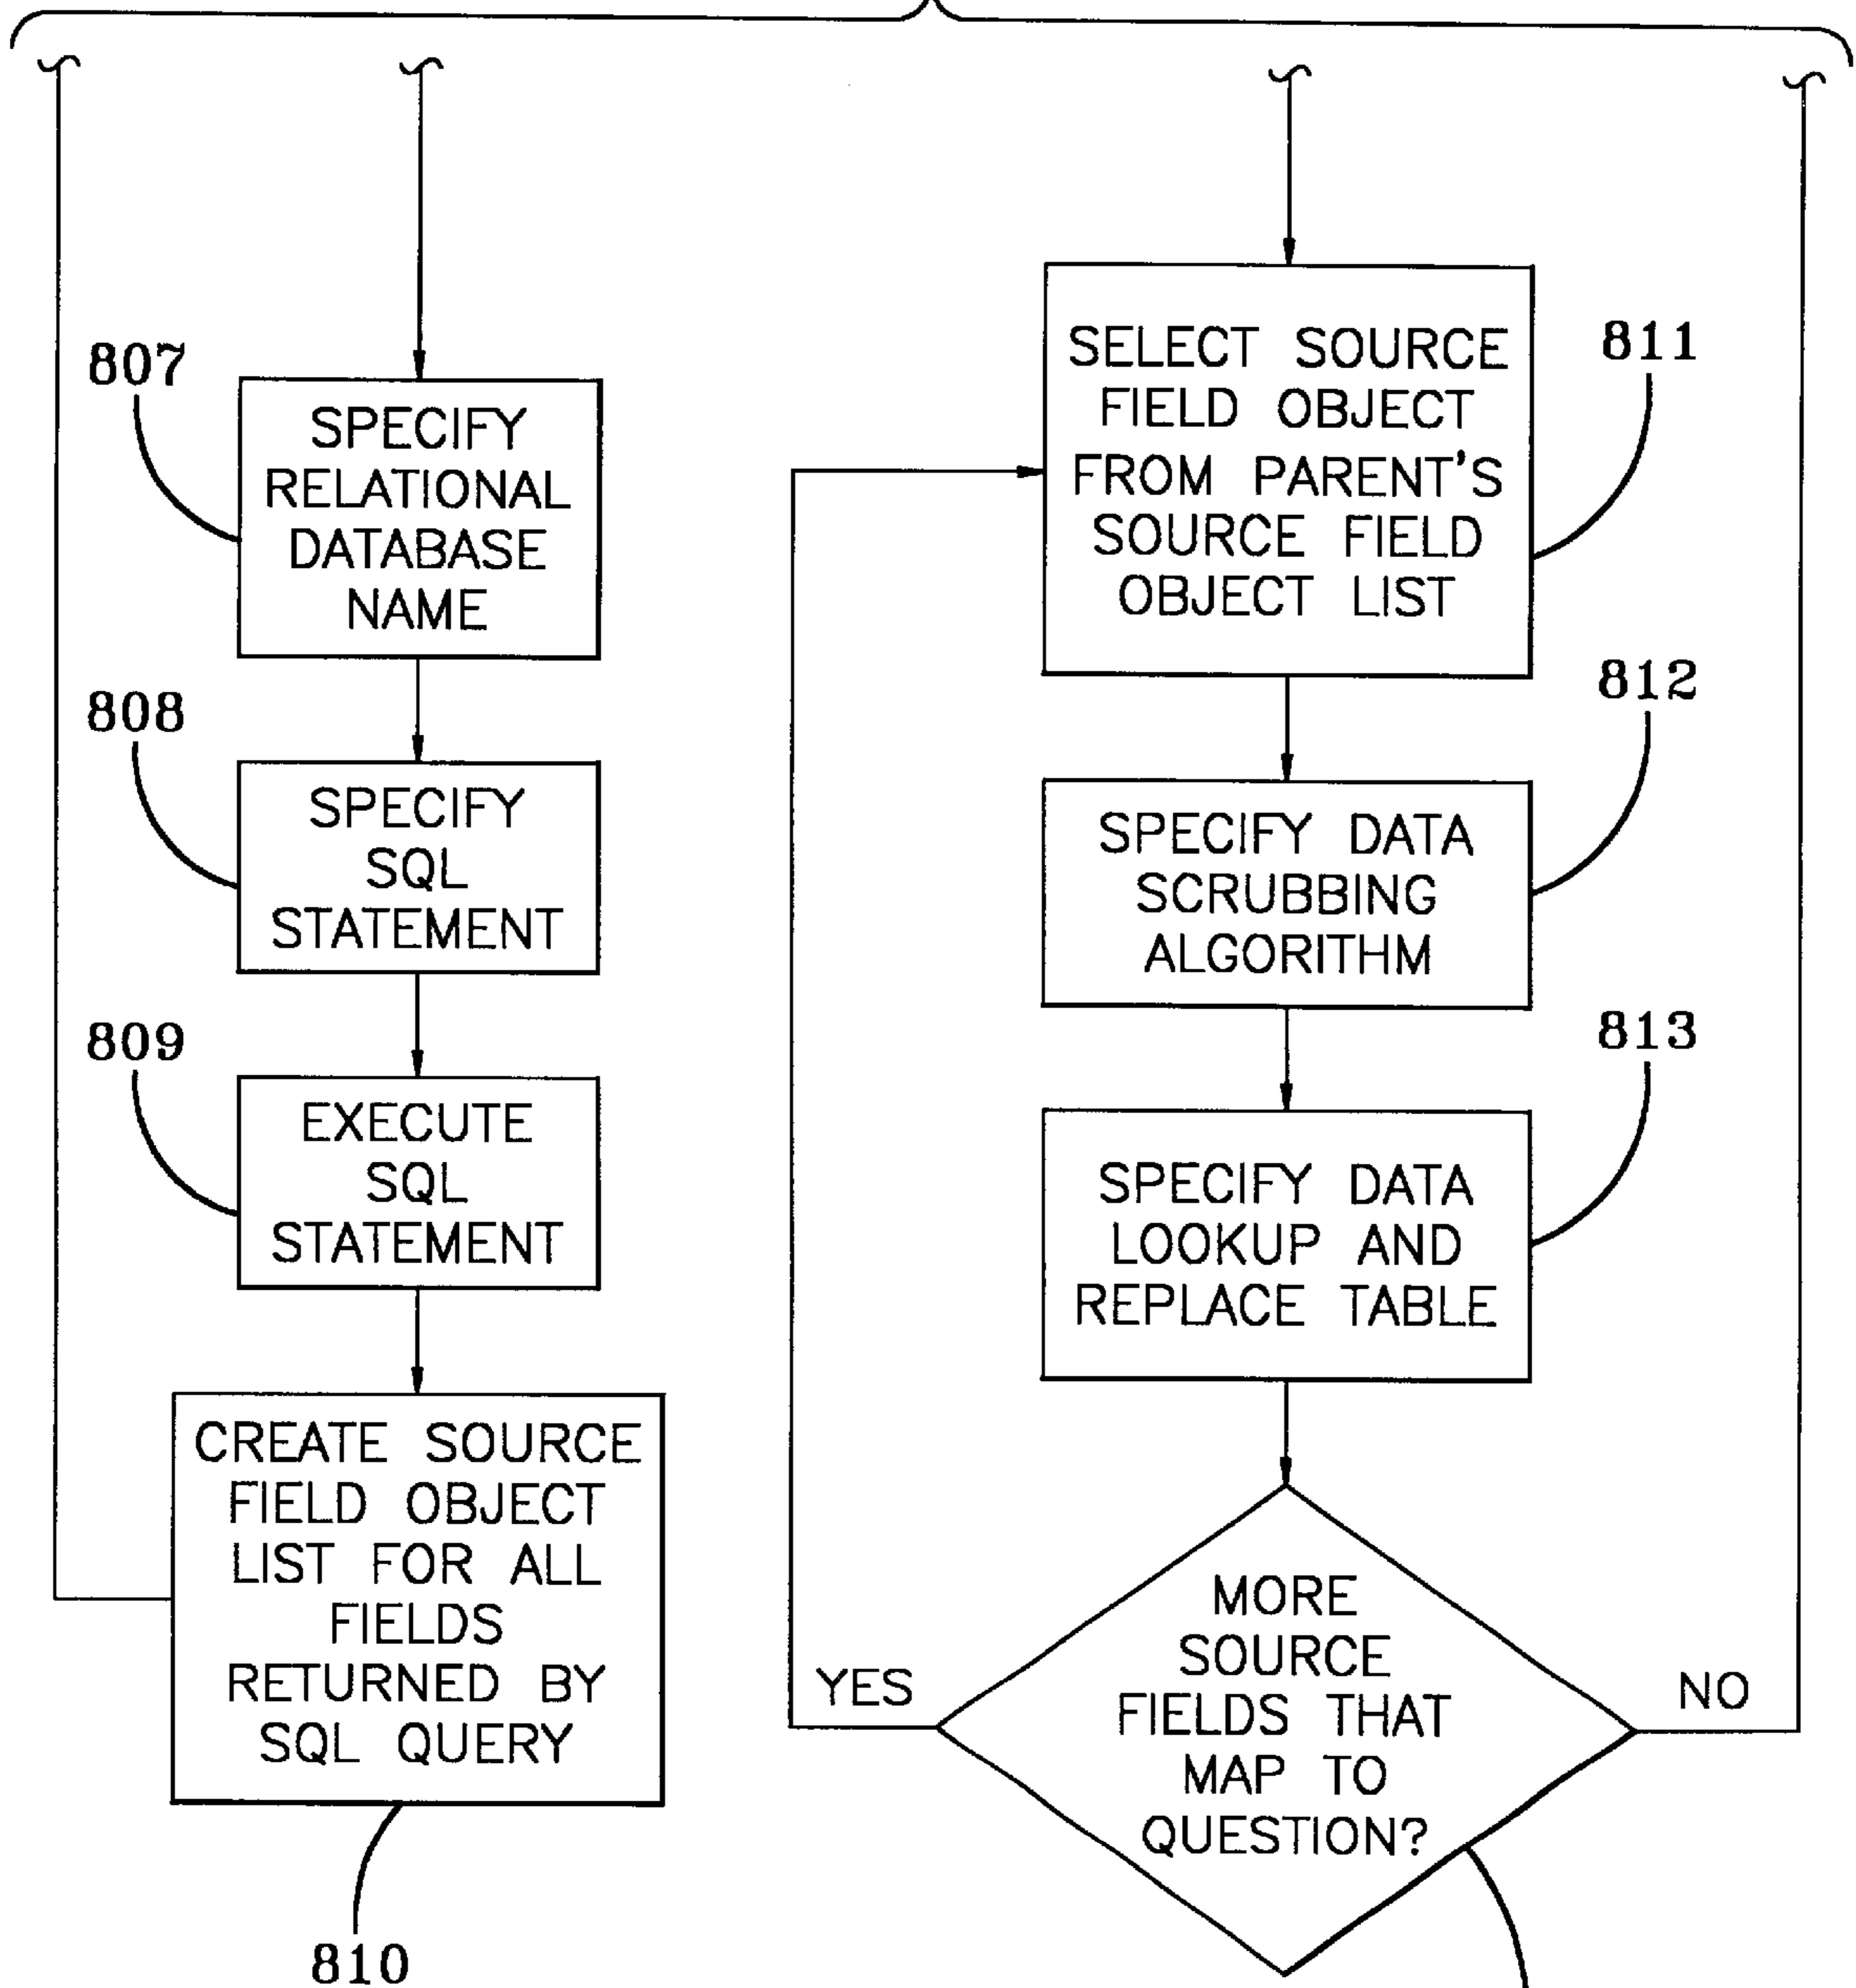 807
SPECIFY
RELATIONAL
DATABASE
NAME
808
SPECIFY
SQL
STATEMENT
809
EXECUTE
SQL
STATEMENT
CREATE SOURCE
FIELD OBJECT
LIST FOR ALL
FIELDS
RETURNED BY
SQL QUERY
810
SELECT SOURCE
FIELD OBJECT
FROM PARENT'S
SOURCE FIELD
OBJECT LIST
811
SPECIFY DATA
SCRUBBING
ALGORITHM
812
SPECIFY DATA
LOOKUP AND
REPLACE TABLE
813
MORE
SOURCE
FIELDS THAT
MAP TO
QUESTION?
YES
NO